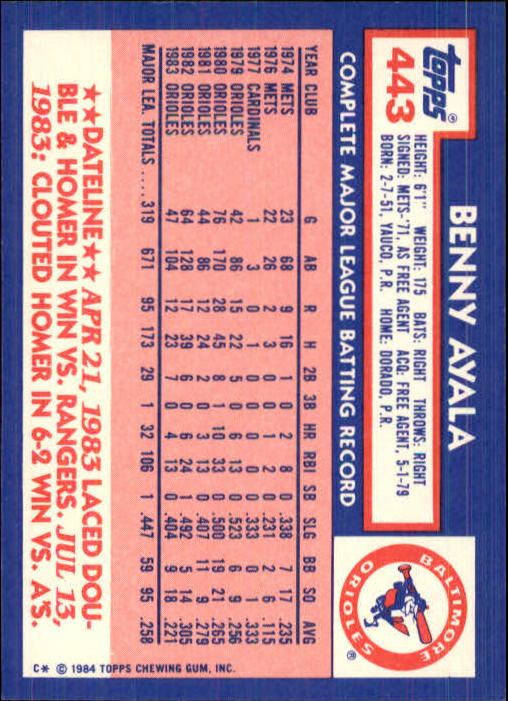 topps®
443
BENNY AYALA
HEIGHT: 6'1" WEIGHT: 175 BATS: RIGHT THROWS: RIGHT
SIGNED: METS-'71, AS FREE AGENT ACQ: FREE AGENT, 5-1-79
BORN: 2-7-51, YAUCO, P.R. HOME: DORADO, P.R.
BALTIMORE
ORIOLES
®
COMPLETE MAJOR LEAGUE BATTING RECORD
YEAR CLUB G AB R H 2B 3B HR RBI SB SLG BB SO AVG
1974 METS 23 68 9 16 1 0 2 8 0 .338 7 17 .235
1976 METS 22 26 2 3 0 0 1 2 0 .231 2 6 .115
1977 CARDINALS 1 3 0 1 0 0 0 0 0 .333 0 1 .333
1979 ORIOLES 42 86 15 22 5 0 6 13 0 .523 6 9 .256
1980 ORIOLES 76 170 28 45 8 1 10 33 0 .500 19 21 .265
1981 ORIOLES 44 86 12 24 2 0 3 13 0 .407 11 9 .279
1982 ORIOLES 64 128 17 39 6 0 6 24 1 .492 5 14 .305
1983 ORIOLES 47 104 12 23 7 0 4 13 0 .404 9 18 .221
MAJOR LEA. TOTALS .... 319 671 95 173 29 1 32 106 1 .447 59 95 .258
★★DATELINE★★ APR 21, 1983 LACED DOU-
BLE & HOMER IN WIN VS. RANGERS. JUL 13,
1983: CLOUTED HOMER IN 6-2 WIN VS. A'S.
C* © 1984 TOPPS CHEWING GUM, INC.